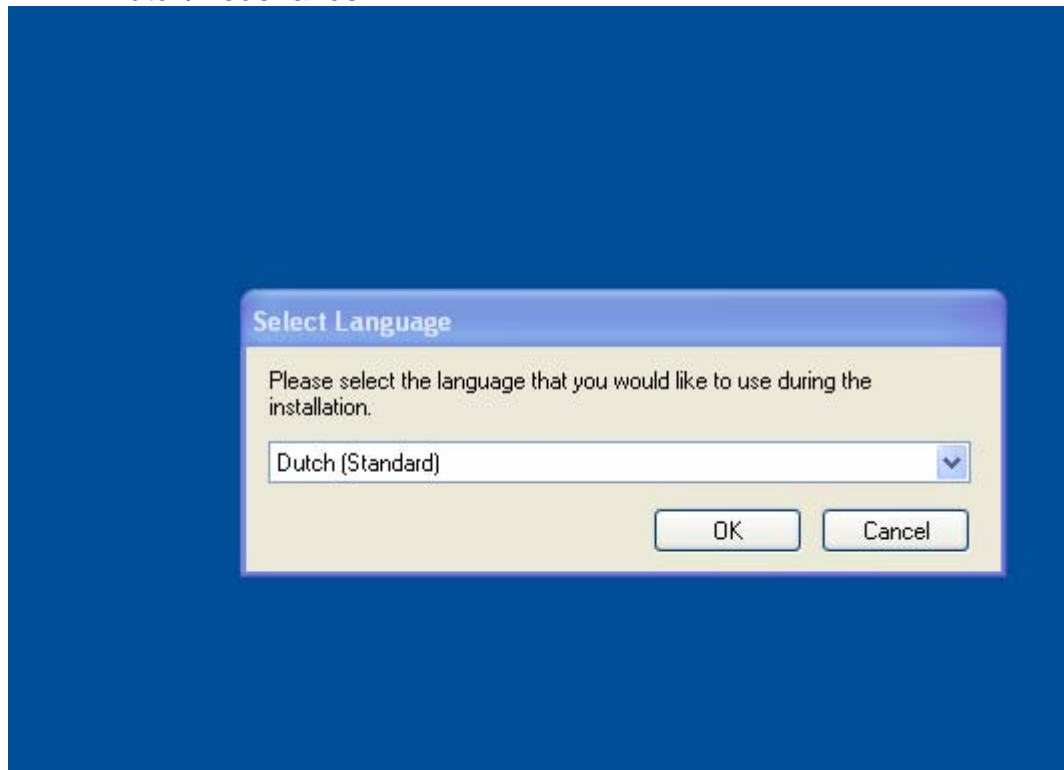 Select Language
Please select the language that you would like to use during the
installation.
Dutch (Standard)
OK
Cancel